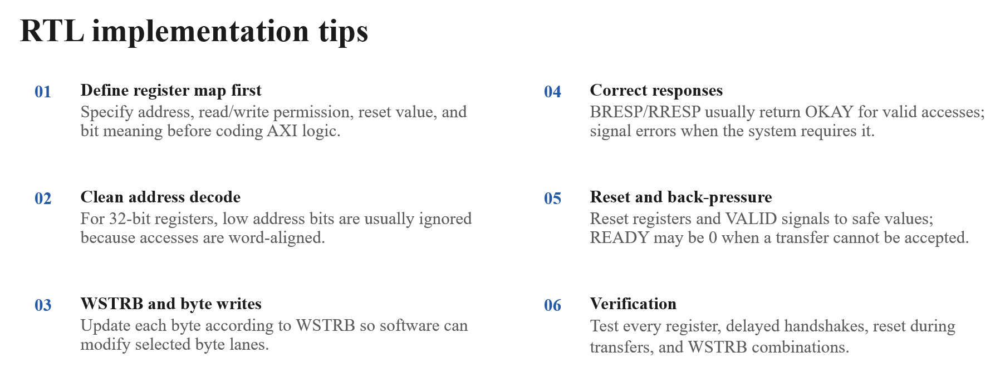 RTL implementation tips
01
Define register map first
Specify address, read/write permission, reset value, and
bit meaning before coding AXI logic.
02
Clean address decode
For 32-bit registers, low address bits are usually ignored
because accesses are word-aligned.
03
WSTRB and byte writes
Update each byte according to WSTRB so software can
modify selected byte lanes.
04
Correct responses
BRESP/RRESP usually return OKAY for valid accesses;
signal errors when the system requires it.
05
Reset and back-pressure
Reset registers and VALID signals to safe values;
READY may be 0 when a transfer cannot be accepted.
06
Verification
Test every register, delayed handshakes, reset during
transfers, and WSTRB combinations.